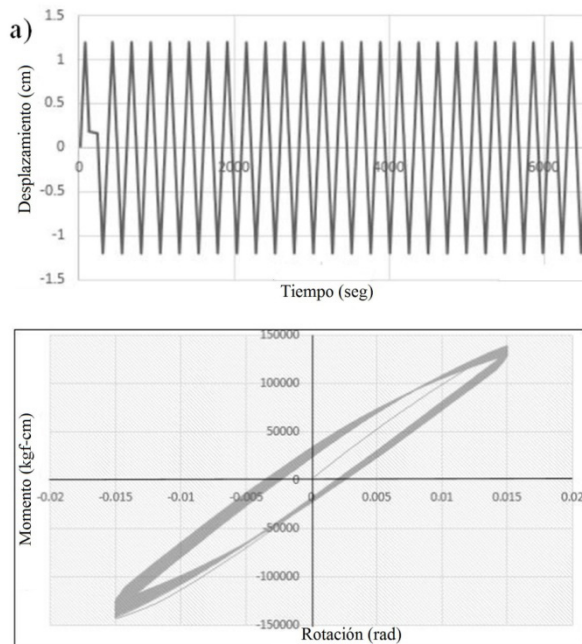 a)
1.5
1
0.5
0
-0.5
-1
-1.5
Desplazamiento (cm)
0 2000 4000 6000
Tiempo (seg)
150000
100000
50000
0
-50000
-100000
-150000
Momento (kgf-cm)
-0.02 -0.015 -0.01 -0.005 0 0.005 0.01 0.015 0.02
Rotación (rad)